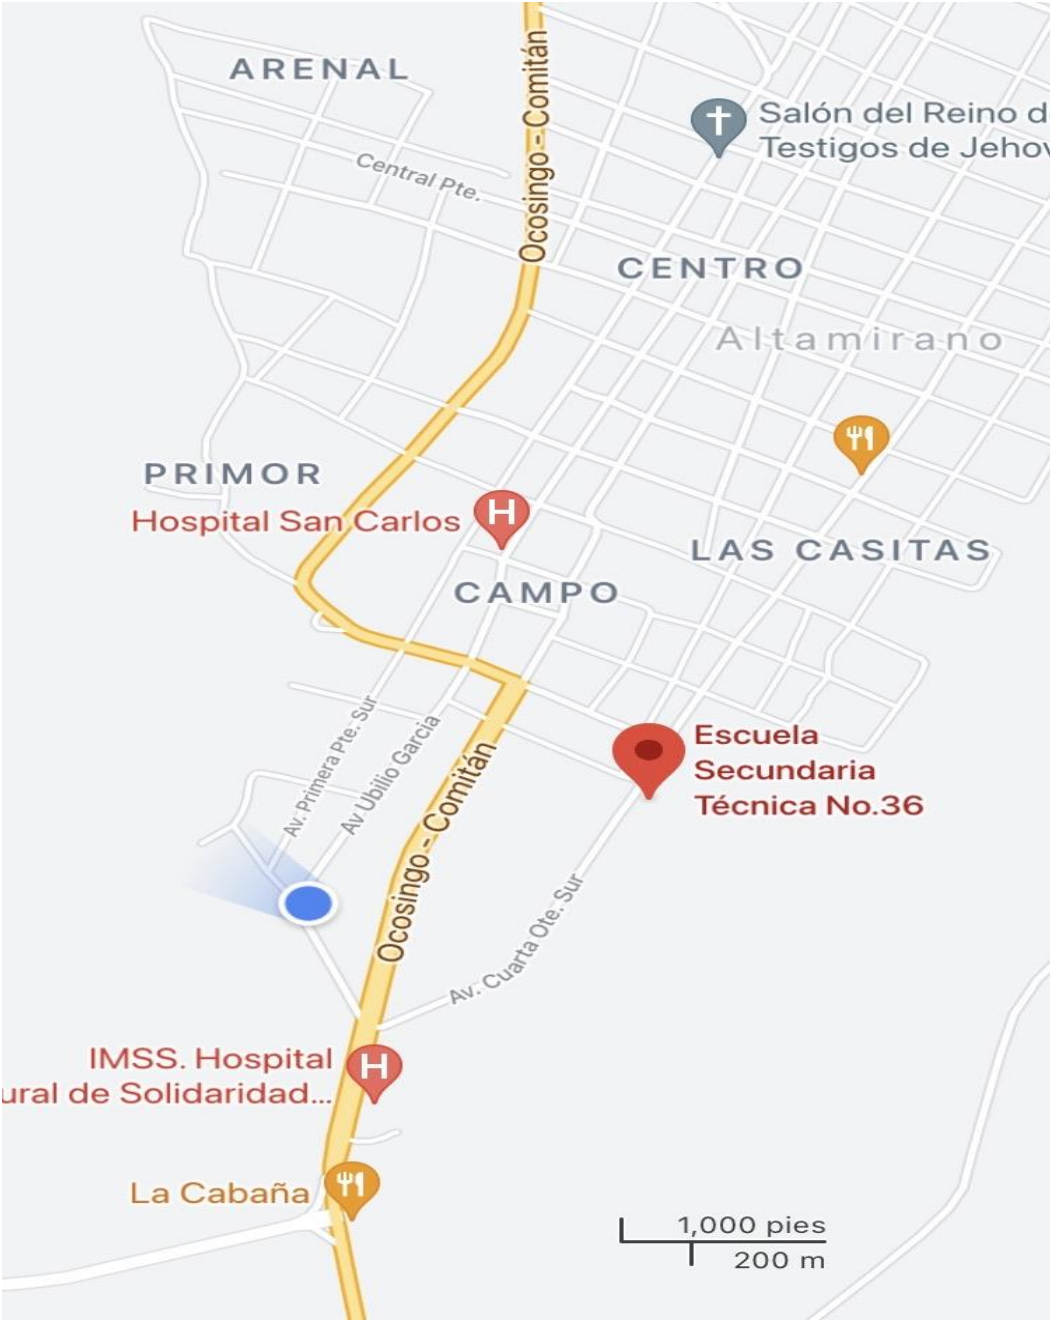 ARENAL
Ocosingo - Comitán
Salón del Reino d
Testigos de Jehov
Central Pte.
CENTRO
Altamirano
PRIMOR
Hospital San Carlos
LAS CASITAS
CAMPO
Av. Primera Pte. Sur
Av Ubilio Garcia
Ocosingo - Comitán
Escuela
Secundaria
Técnica No.36
Av. Cuarta Ote. Sur
IMSS. Hospital
ural de Solidaridad...
La Cabaña
1,000 pies
200 m